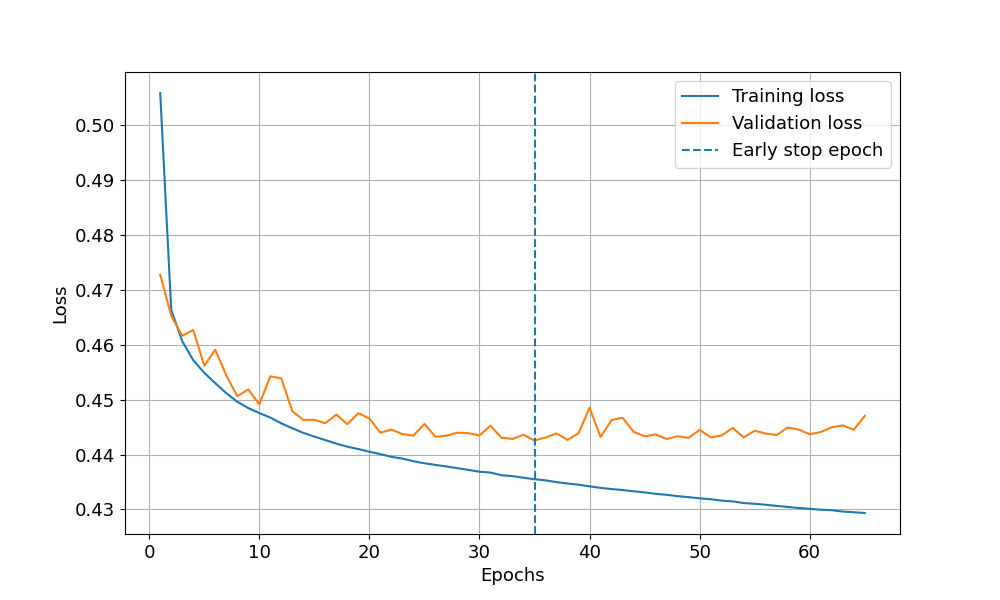 Training loss
Validation loss
Early stop epoch
0.50
0.49
0.48
0.47
0.46
0.45
0.44
0.43
Loss
0 10 20 30 40 50 60
Epochs